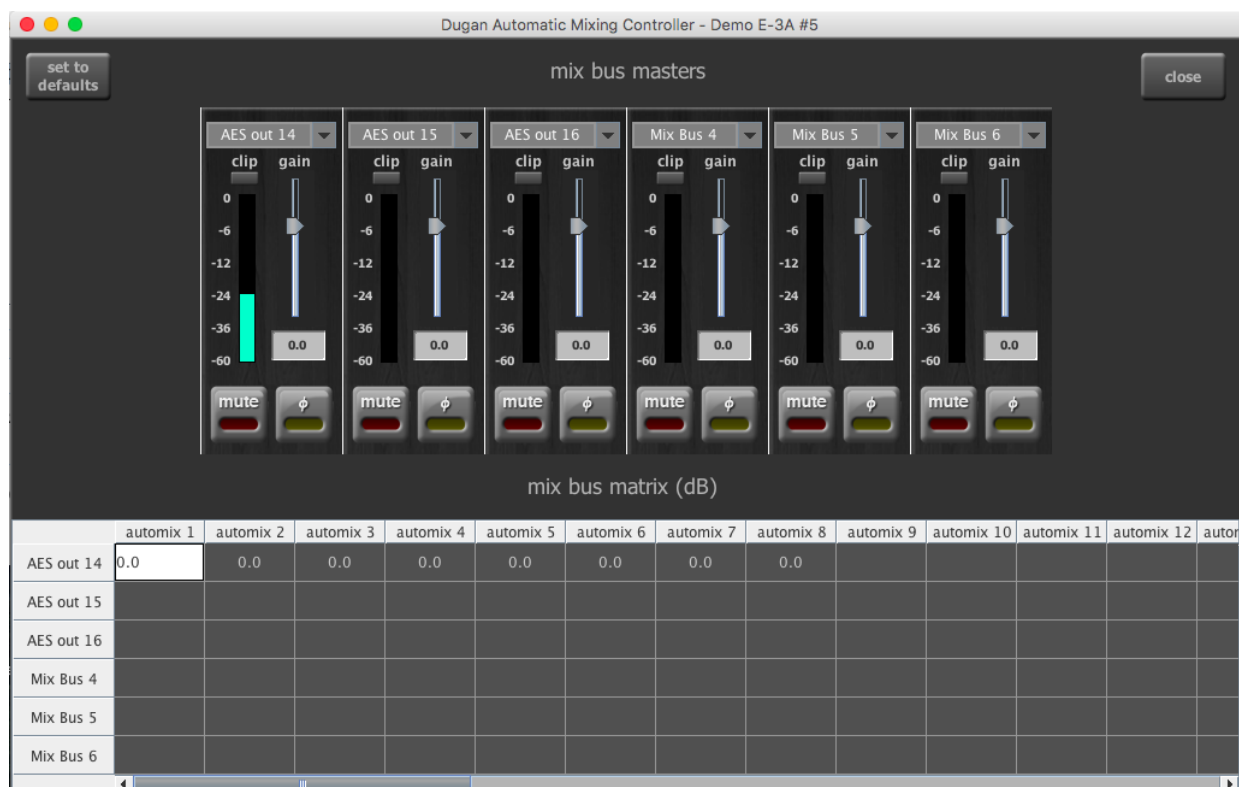 Dugan Automatic Mixing Controller - Demo E-3A #5
set to
defaults
mix bus masters
close
AES out 14 AES out 15 AES out 16 Mix Bus 4 Mix Bus 5 Mix Bus 6
clip gain clip gain clip gain clip gain clip gain clip gain
0 0 0 0 0 0
-6 -6 -6 -6 -6 -6
-12 -12 -12 -12 -12 -12
-24 -24 -24 -24 -24 -24
-36 -36 -36 -36 -36 -36
0.0 0.0 0.0 0.0 0.0 0.0
-60 -60 -60 -60 -60 -60
mute ϕ mute ϕ mute ϕ mute ϕ mute ϕ mute ϕ
mix bus matrix (dB)
automix 1 automix 2 automix 3 automix 4 automix 5 automix 6 automix 7 automix 8 automix 9 automix 10 automix 11 automix 12
AES out 14 0.0 0.0 0.0 0.0 0.0 0.0 0.0 0.0
AES out 15
AES out 16
Mix Bus 4
Mix Bus 5
Mix Bus 6